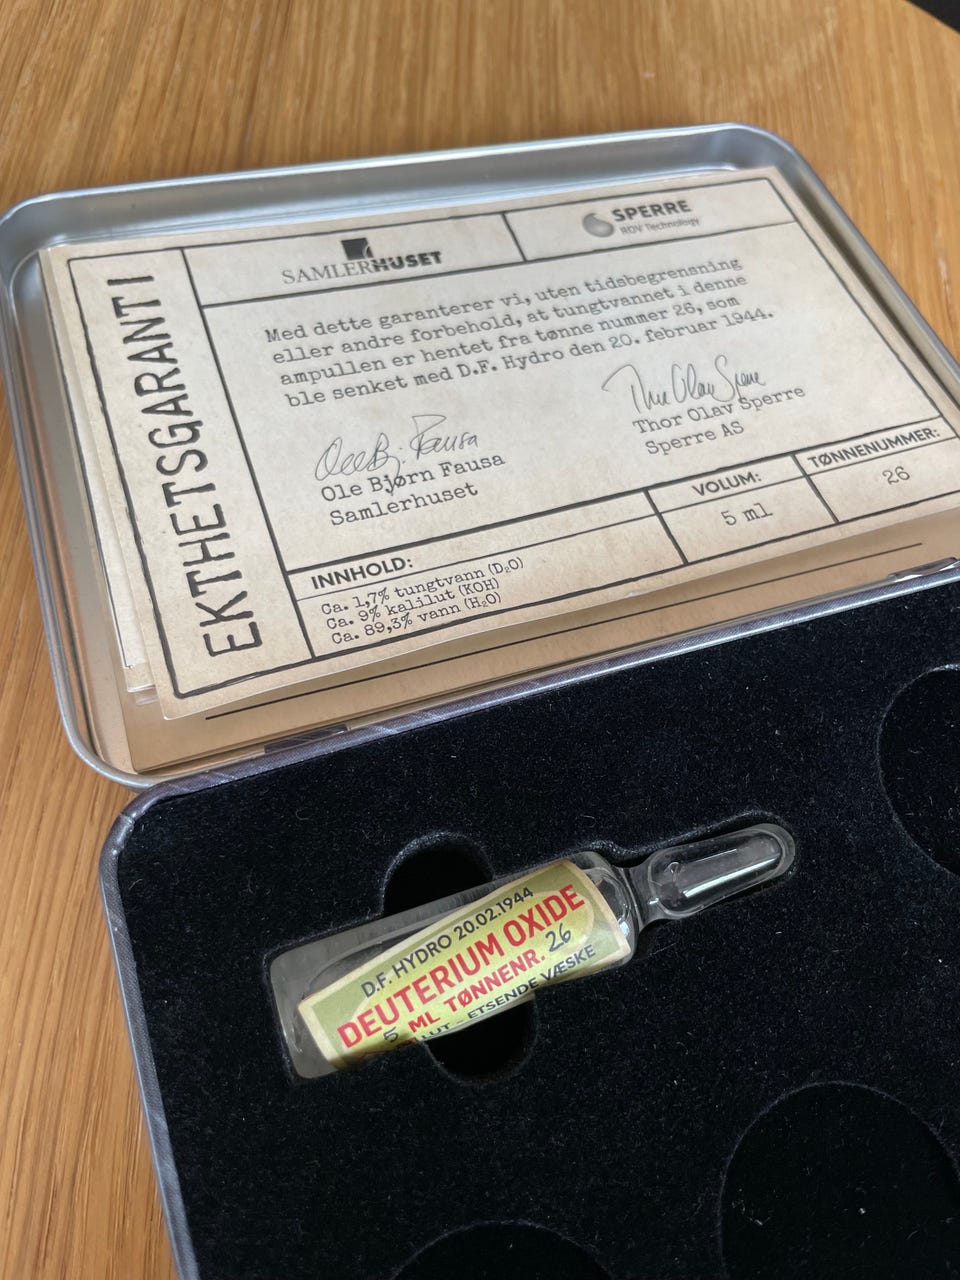 EKTHETSGARANTI
SAMLERHUSET
SPERRE
ROV Technology
Med dette garanterer vi, uten tidsbegrensning
eller andre forbehold, at tungtvannet i denne
ampullen er hentet fra tønne nummer 26, som
ble senket med D.F. Hydro den 20. februar 1944.
Ole Bjørn Fausa
Samlerhuset
Thor Olav Sperre
Sperre AS
INNHOLD:
Ca. 1,7% tungtvann (D₂O)
Ca. 9% kalilut (KOH)
Ca. 89,3% vann (H₂O)
VOLUM:
5 ml
TØNNENUMMER:
26
D.F. HYDRO 20.02.1944
DEUTERIUM OXIDE
5 ML TØNNENR. 26
LUT - ETSENDE VÆSKE